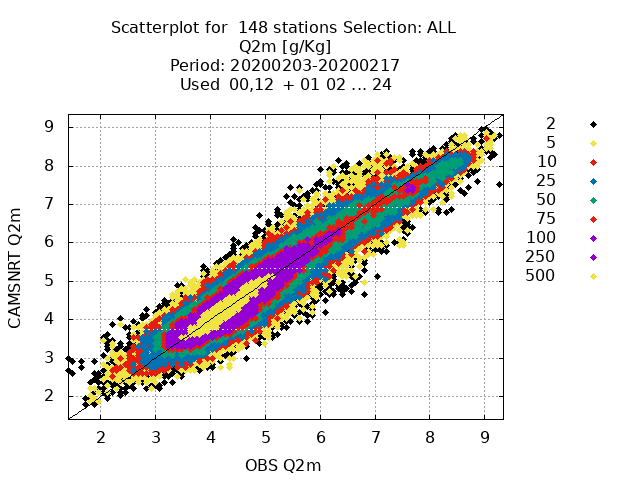 Scatterplot for  148 stations Selection: ALL
Q2m [g/Kg]
Period: 20200203-20200217
Used  00,12  + 01 02 ... 24
CAMSNRT Q2m
9
8
7
6
5
4
3
2
2 3 4 5 6 7 8 9
OBS Q2m
2
5
10
25
50
75
100
250
500